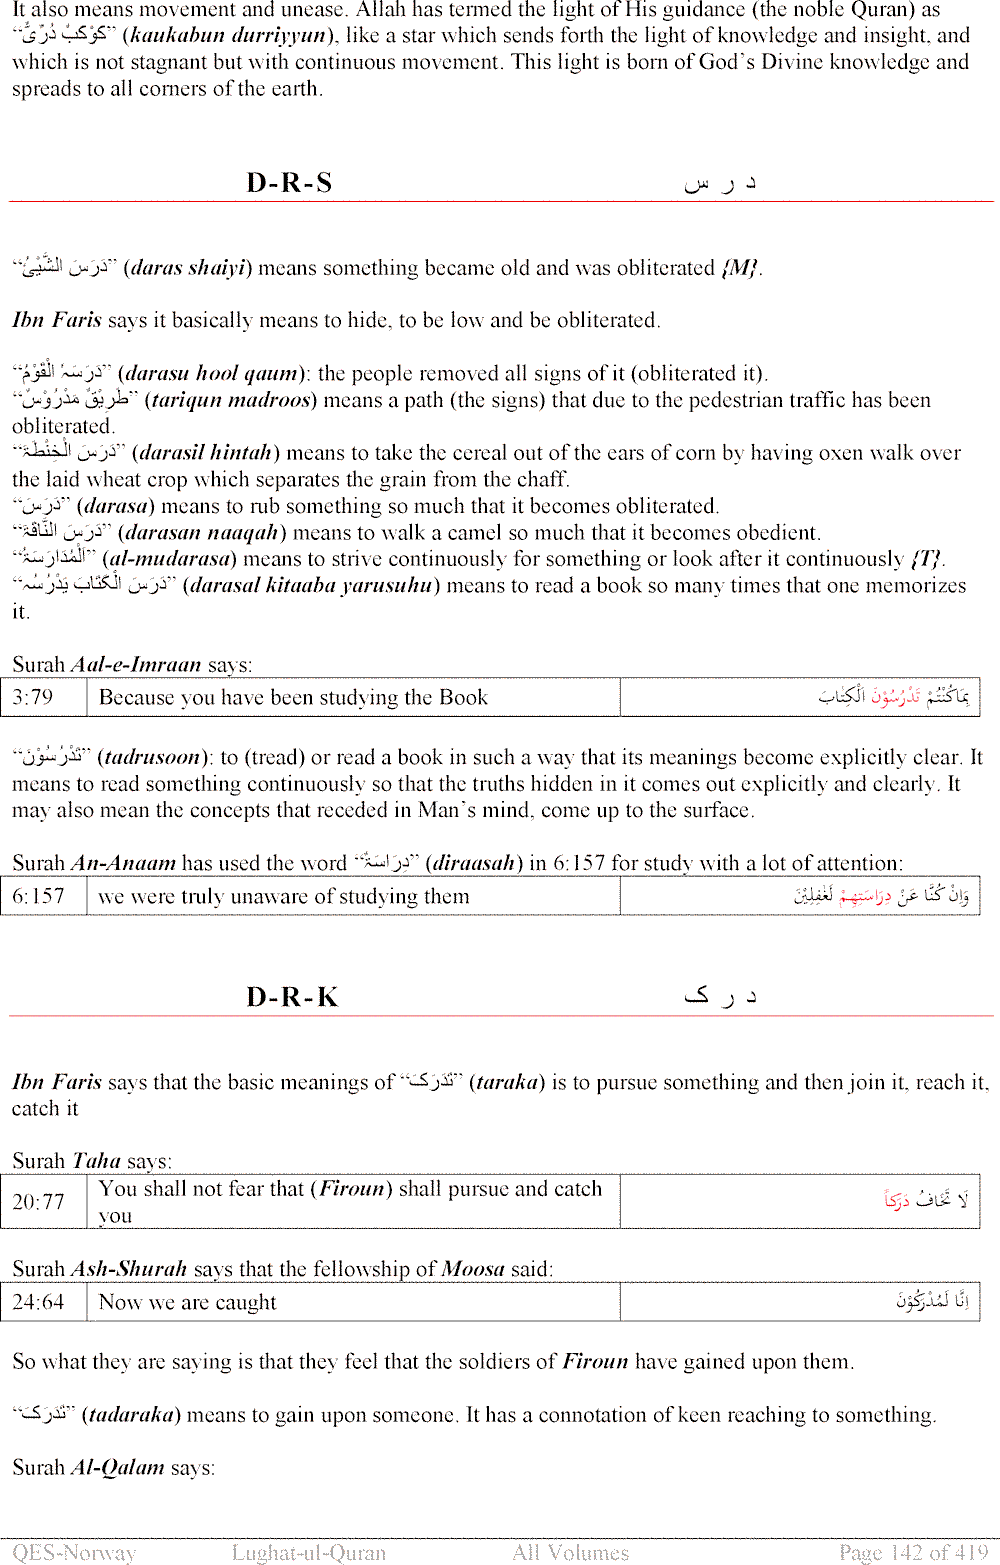 It also means movement and unease. Allah has termed the light of His guidance (the noble Quran) as
“کَوْکَبٌ دُرِّیٌّ” (kaukabun durriyyun), like a star which sends forth the light of knowledge and insight, and
which is not stagnant but with continuous movement. This light is born of God’s Divine knowledge and
spreads to all corners of the earth.
D-R-S د ر س
“دَرَسَ الشَّیْئُ” (daras shaiyi) means something became old and was obliterated {M}.
Ibn Faris says it basically means to hide, to be low and be obliterated.
“دَرَسَہُ الْقَوْمُ” (darasu hool qaum): the people removed all signs of it (obliterated it).
“طَرِیْقٌ مَدْرُوْسٌ” (tariqun madroos) means a path (the signs) that due to the pedestrian traffic has been
obliterated.
“دَرَسَ الْحِنْطَۃَ” (darasil hintah) means to take the cereal out of the ears of corn by having oxen walk over
the laid wheat crop which separates the grain from the chaff.
“دَرَسَ” (darasa) means to rub something so much that it becomes obliterated.
“دَرَسَ النَّاقَۃَ” (darasan naaqah) means to walk a camel so much that it becomes obedient.
“اَلْمُدَارَسَۃُ” (al-mudarasa) means to strive continuously for something or look after it continuously {T}.
“دَرَسَ الْکَتَابَ یَدْرُسُہ” (darasal kitaaba yarusuhu) means to read a book so many times that one memorizes
it.
Surah Aal-e-Imraan says:
3:79 Because you have been studying the Book بِمَاکُنْتُمْ تَدْرُسُوْنَ اَلْکِتٰابَ
“تَدْرُسُوْنَ” (tadrusoon): to (tread) or read a book in such a way that its meanings become explicitly clear. It
means to read something continuously so that the truths hidden in it comes out explicitly and clearly. It
may also mean the concepts that receded in Man’s mind, come up to the surface.
Surah An-Anaam has used the word “دِرَاسَۃٌ” (diraasah) in 6:157 for study with a lot of attention:
6:157 we were truly unaware of studying them وَاِنْ کُنَّا عَنْ دِرَاسَتِہِمْ لَغٰفِلِیْنَ
D-R-K د ر ک
Ibn Faris says that the basic meanings of “تَدَرَکَ” (taraka) is to pursue something and then join it, reach it,
catch it
Surah Taha says:
20:77 You shall not fear that (Firoun) shall pursue and catch
you لَا تَّخَافُ دَرَکاً
Surah Ash-Shurah says that the fellowship of Moosa said:
24:64 Now we are caught اِنَّا لَمُدْرَکُوْنَ
So what they are saying is that they feel that the soldiers of Firoun have gained upon them.
“تَدَرَکَ” (tadaraka) means to gain upon someone. It has a connotation of keen reaching to something.
Surah Al-Qalam says:
QES-Norway Lughat-ul-Quran All Volumes Page 142 of 419